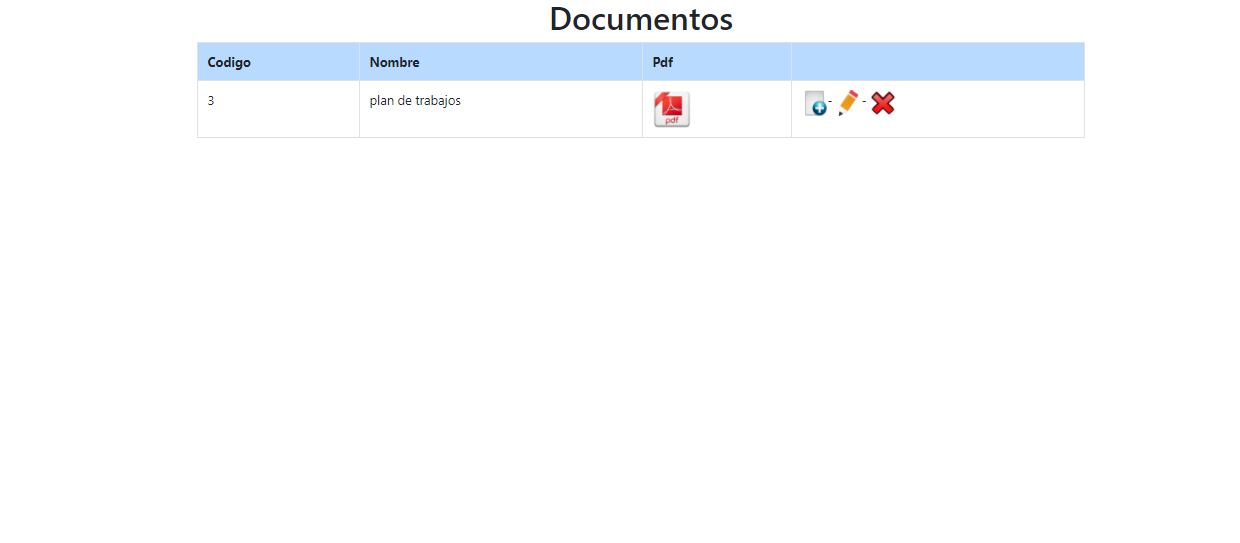 Documentos
Codigo Nombre Pdf
3 plan de trabajos pdf - -